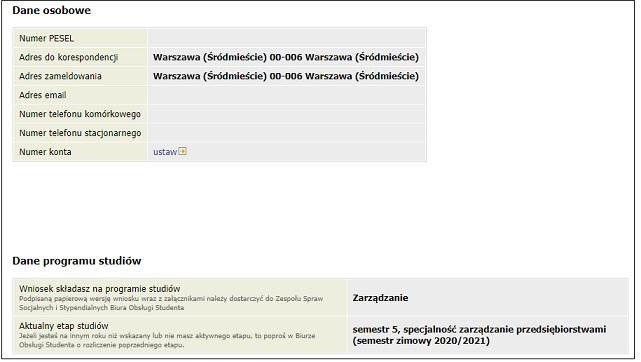 Dane osobowe
Numer PESEL
Adres do korespondencji Warszawa (Śródmieście) 00-006 Warszawa (Śródmieście)
Adres zameldowania Warszawa (Śródmieście) 00-006 Warszawa (Śródmieście)
Adres email
Numer telefonu komórkowego
Numer telefonu stacjonarnego
Numer konta ustaw
Dane programu studiów
Wniosek składasz na programie studiów
Podpisaną papierową wersję wniosku wraz z załącznikami należy dostarczyć do Zespołu Spraw
Socjalnych i Stypendialnych Biura Obsługi Studenta
Zarządzanie
Aktualny etap studiów
Jeżeli jesteś na innym roku niż wskazany lub nie masz aktywnego etapu, to poproś w Biurze
Obsługi Studenta o rozliczenie poprzedniego etapu.
semestr 5, specjalność zarządzanie przedsiębiorstwami
(semestr zimowy 2020/2021)